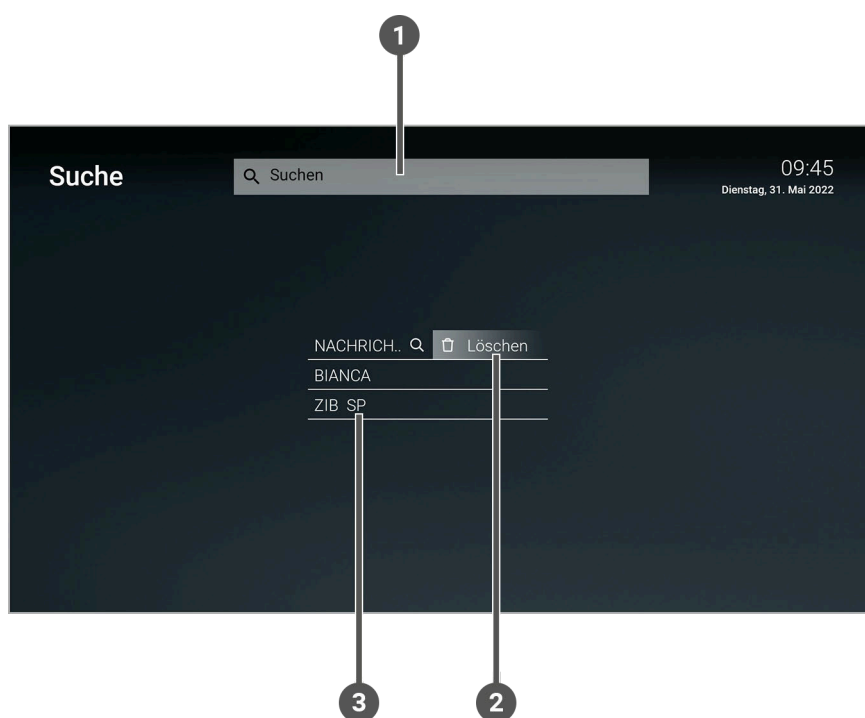 1
Suche
Suchen
09:45
Dienstag, 31. Mai 2022
NACHRICH.. Löschen
BIANCA
ZIB SP
3 2